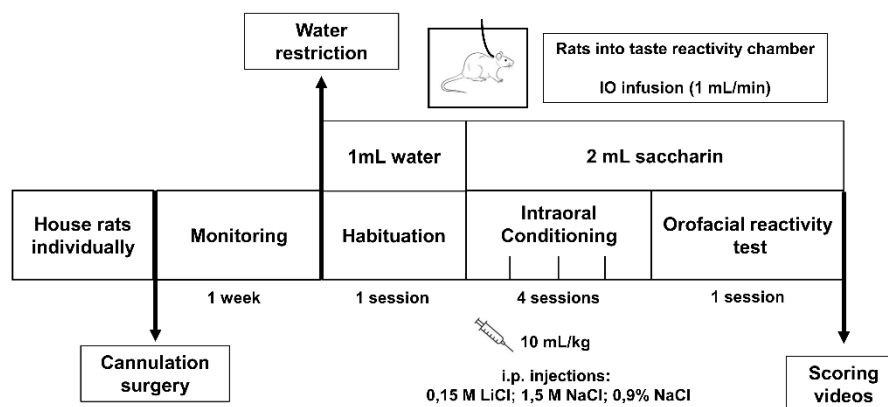 Water
restriction
Rats into taste reactivity chamber
IO infusion (1 mL/min)
1mL water
2 mL saccharin
House rats
individually
Monitoring
Habituation
Intraoral
Conditioning
Orofacial reactivity
test
1 week
1 session
4 sessions
1 session
Cannulation
surgery
10 mL/kg
i.p. injections:
0,15 M LiCl; 1,5 M NaCl; 0,9% NaCl
Scoring
videos